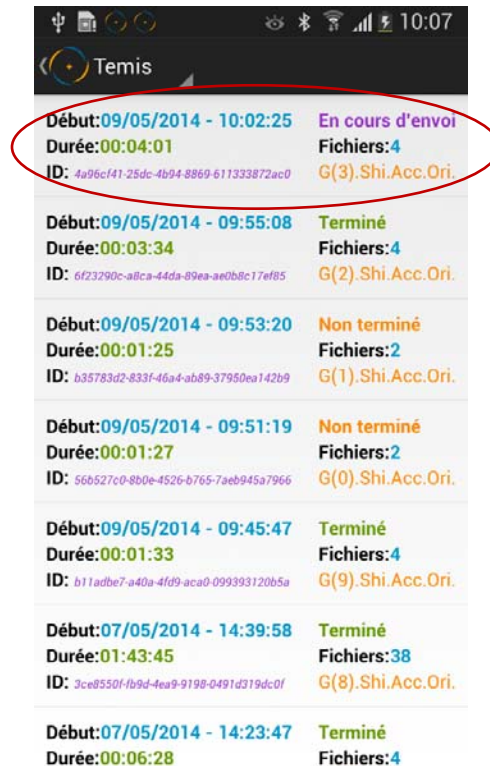 10:07
Temis
Début:09/05/2014 - 10:02:25 En cours d'envoi
Durée:00:04:01 Fichiers:4
ID: 4a96cf41-25dc-4b94-8869-611333872ac0 G(3).Shi.Acc.Ori.
Début:09/05/2014 - 09:55:08 Terminé
Durée:00:03:34 Fichiers:4
ID: 6f23290c-a8ca-44da-89ea-ae0b8c17ef85 G(2).Shi.Acc.Ori.
Début:09/05/2014 - 09:53:20 Non terminé
Durée:00:01:25 Fichiers:2
ID: b35783d2-833f-46a4-ab89-37950ea142b9 G(1).Shi.Acc.Ori.
Début:09/05/2014 - 09:51:19 Non terminé
Durée:00:01:27 Fichiers:2
ID: 56b527c0-8b0e-4526-b765-7aeb945a7966 G(0).Shi.Acc.Ori.
Début:09/05/2014 - 09:45:47 Terminé
Durée:00:01:33 Fichiers:4
ID: b11adbe7-a40a-4fd9-aca0-099393120b5a G(9).Shi.Acc.Ori.
Début:07/05/2014 - 14:39:58 Terminé
Durée:01:43:45 Fichiers:38
ID: 3ce8550f-fb9d-4ea9-9198-0491d319dc0f G(8).Shi.Acc.Ori.
Début:07/05/2014 - 14:23:47 Terminé
Durée:00:06:28 Fichiers:4